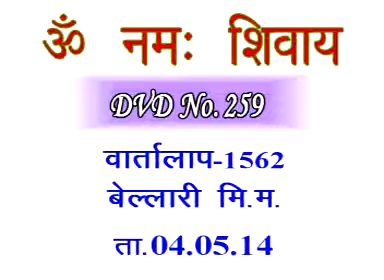 ॐ नमः शिवाय
DVD No. 259
वार्तालाप-1562
बेल्लारी मि.म.
ता.04.05.14